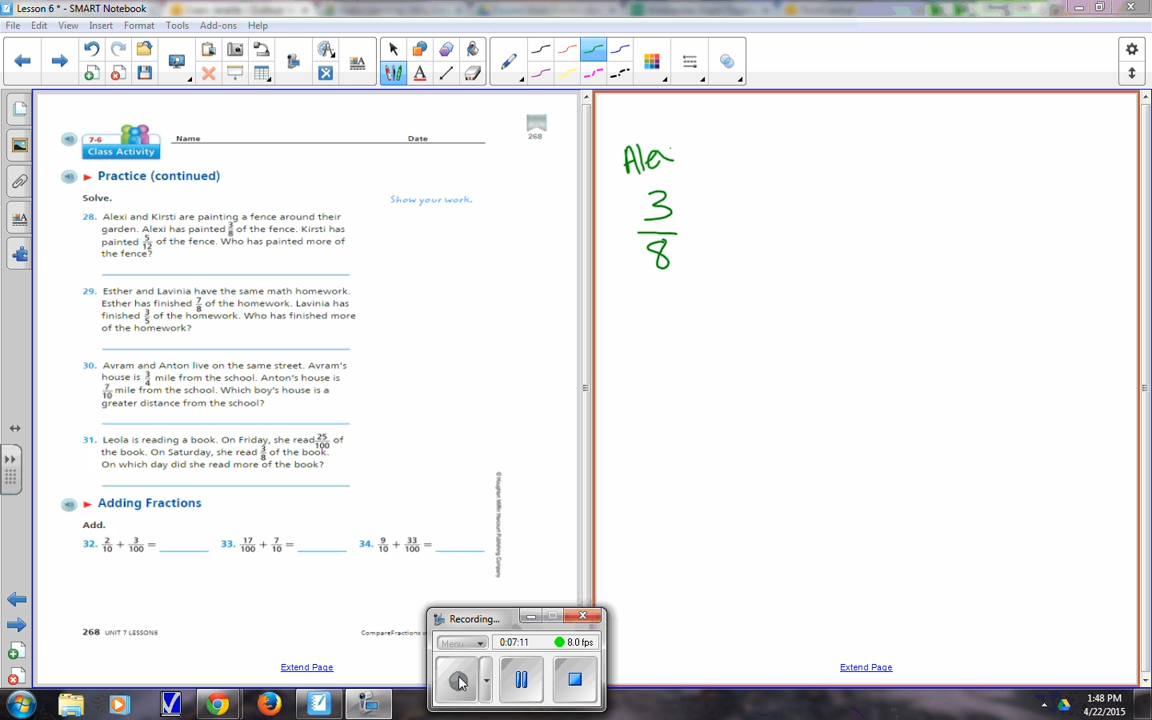 Lesson 6 * - SMART Notebook
File Edit View Insert Format Tools Add-ons Help
268
7-6
Class Activity
Name
Date
Practice (continued)
Solve.
Show your work.
28. Alexi and Kirsti are painting a fence around their
garden. Alexi has painted 3/8 of the fence. Kirsti has
painted 5/12 of the fence. Who has painted more of
the fence?
29. Esther and Lavinia have the same math homework.
Esther has finished 7/8 of the homework. Lavinia has
finished 3/5 of the homework. Who has finished more
of the homework?
30. Avram and Anton live on the same street. Avram's
house is 3/4 mile from the school. Anton's house is
7/10 mile from the school. Which boy's house is a
greater distance from the school?
31. Leola is reading a book. On Friday, she read 25/100 of
the book. On Saturday, she read 3/8 of the book.
On which day did she read more of the book?
Adding Fractions
Add.
32. 2/10 + 3/100 = 33. 17/100 + 7/10 = 34. 9/10 + 33/100 =
© Houghton Mifflin Harcourt Publishing Company
268 UNIT 7 LESSON 6
Compare Fractions
Extend Page
Alex
3
8
Extend Page
Recording...
Menu
0:07:11
8.0 fps
1:48 PM
4/22/2015